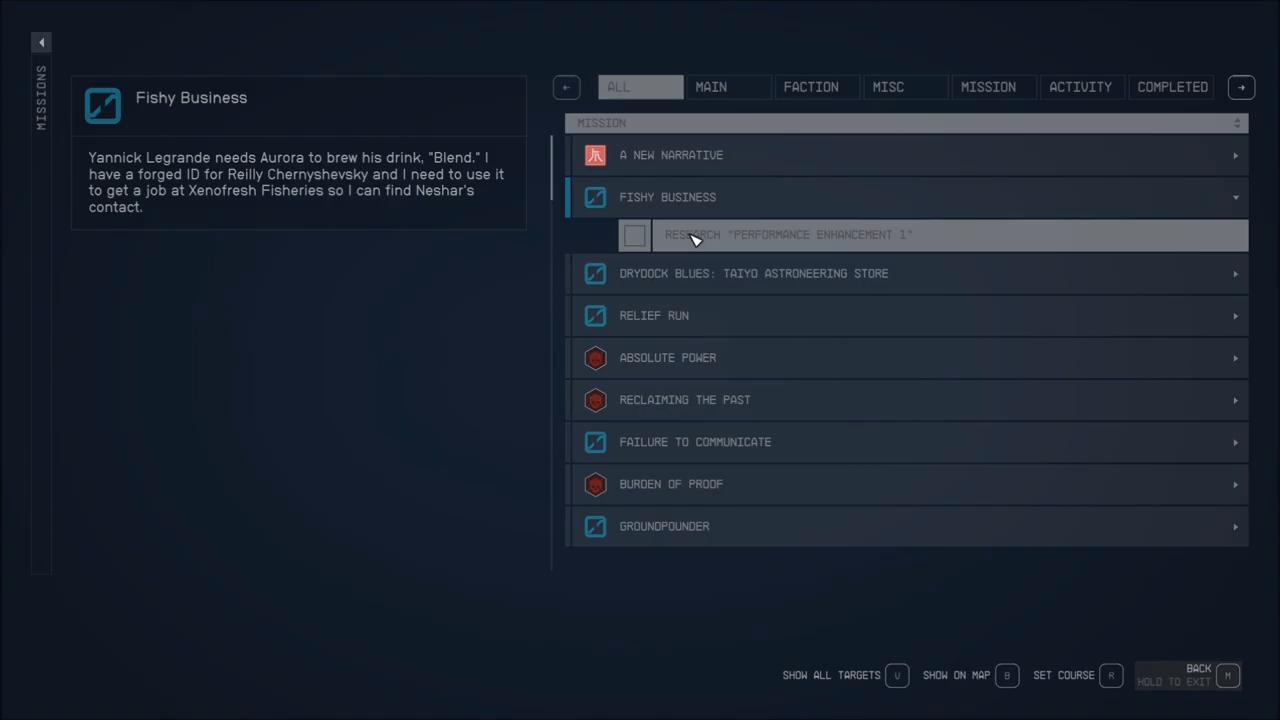 MISSIONS
Fishy Business
Yannick Legrande needs Aurora to brew his drink, "Blend." I
have a forged ID for Reilly Chernyshevsky and I need to use it
to get a job at Xenofresh Fisheries so I can find Neshar's
contact.
ALL MAIN FACTION MISC MISSION ACTIVITY COMPLETED
MISSION
A NEW NARRATIVE
FISHY BUSINESS
RESEARCH "PERFORMANCE ENHANCEMENT 1"
DRYDOCK BLUES: TAIYO ASTRONEERING STORE
RELIEF RUN
ABSOLUTE POWER
RECLAIMING THE PAST
FAILURE TO COMMUNICATE
BURDEN OF PROOF
GROUNDPOUNDER
SHOW ALL TARGETS V SHOW ON MAP B SET COURSE R BACK M
HOLD TO EXIT